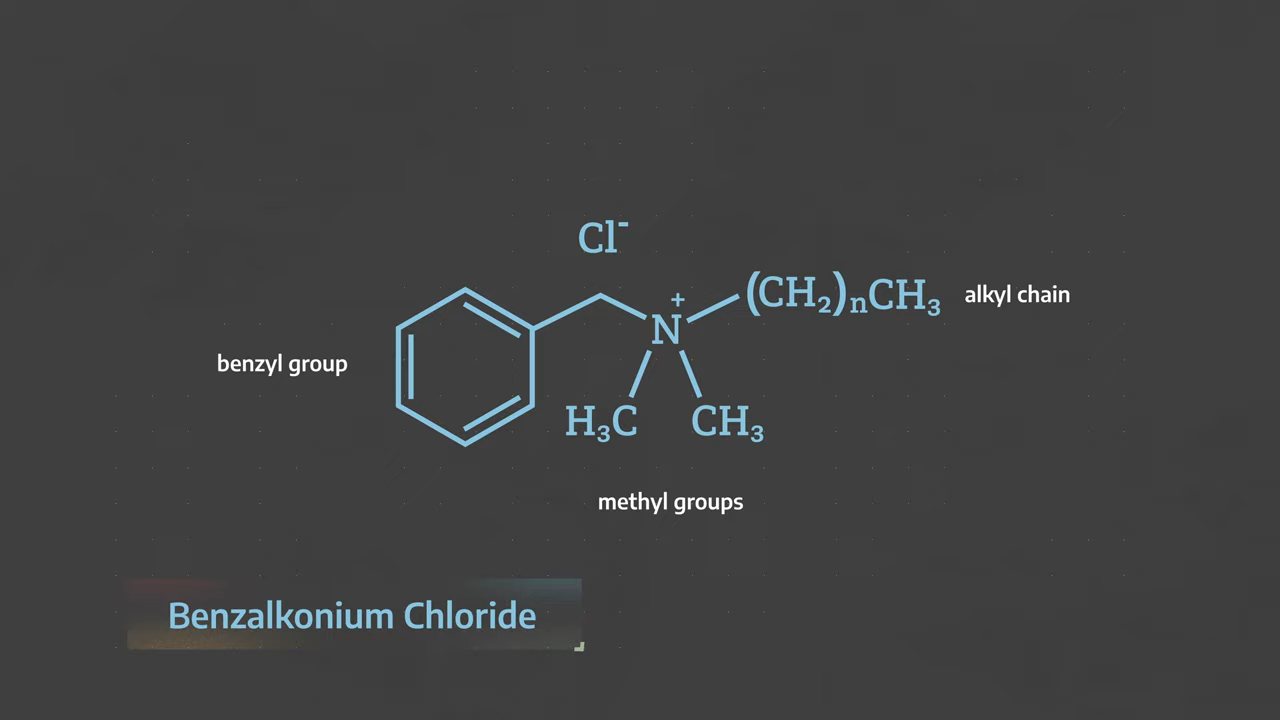 Cl⁻
N⁺
(CH₂)ₙCH₃
alkyl chain
benzyl group
H₃C
CH₃
methyl groups
Benzalkonium Chloride